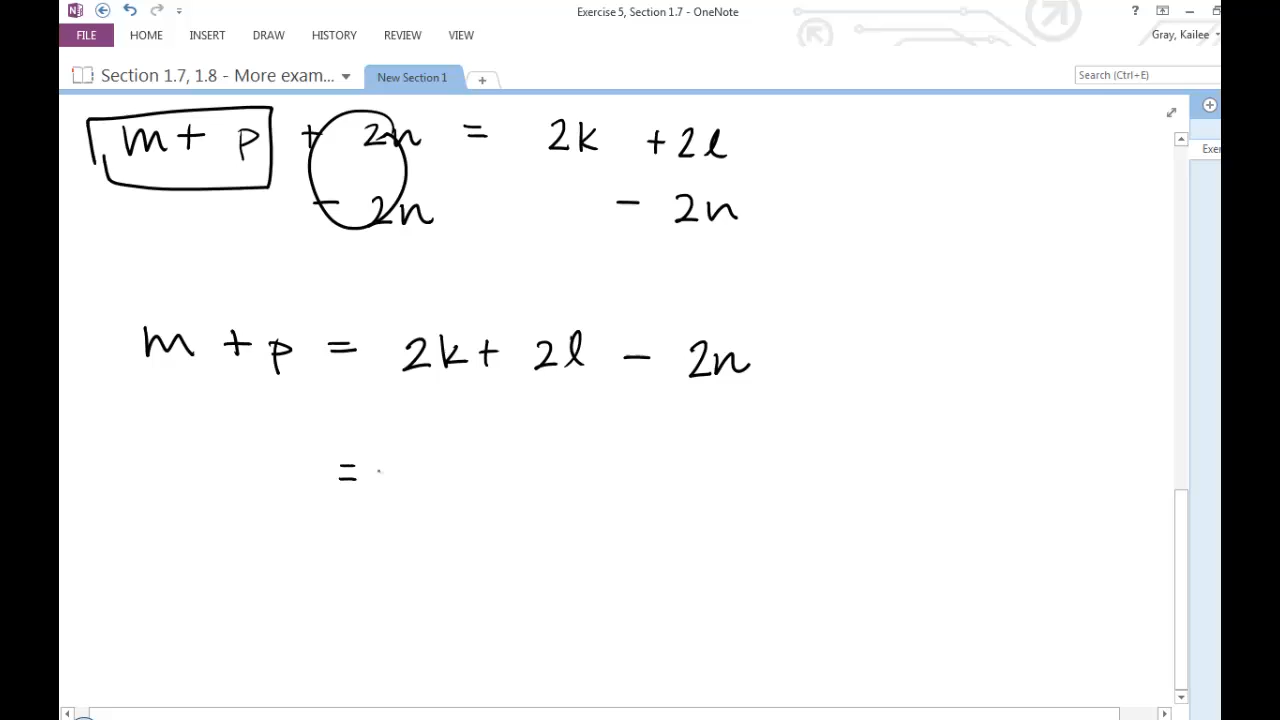 Exercise 5, Section 1.7 - OneNote
?
FILE HOME INSERT DRAW HISTORY REVIEW VIEW
Gray, Kailee
Section 1.7, 1.8 - More exam...
New Section 1
+
Search (Ctrl+E)
m + p + 2n = 2k + 2l
- 2n - 2n
Exer
m + p = 2k + 2l - 2n
=